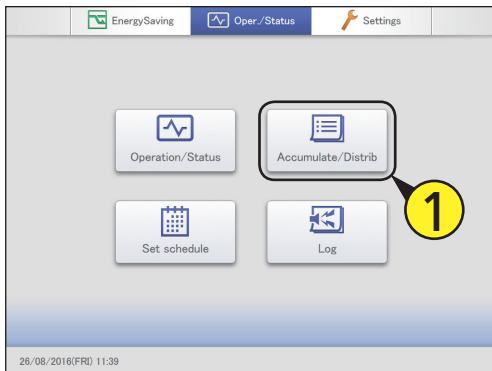 EnergySaving Oper./Status Settings
Operation/Status Accumulate/Distrib
1
Set schedule Log
26/08/2016(FRI) 11:39